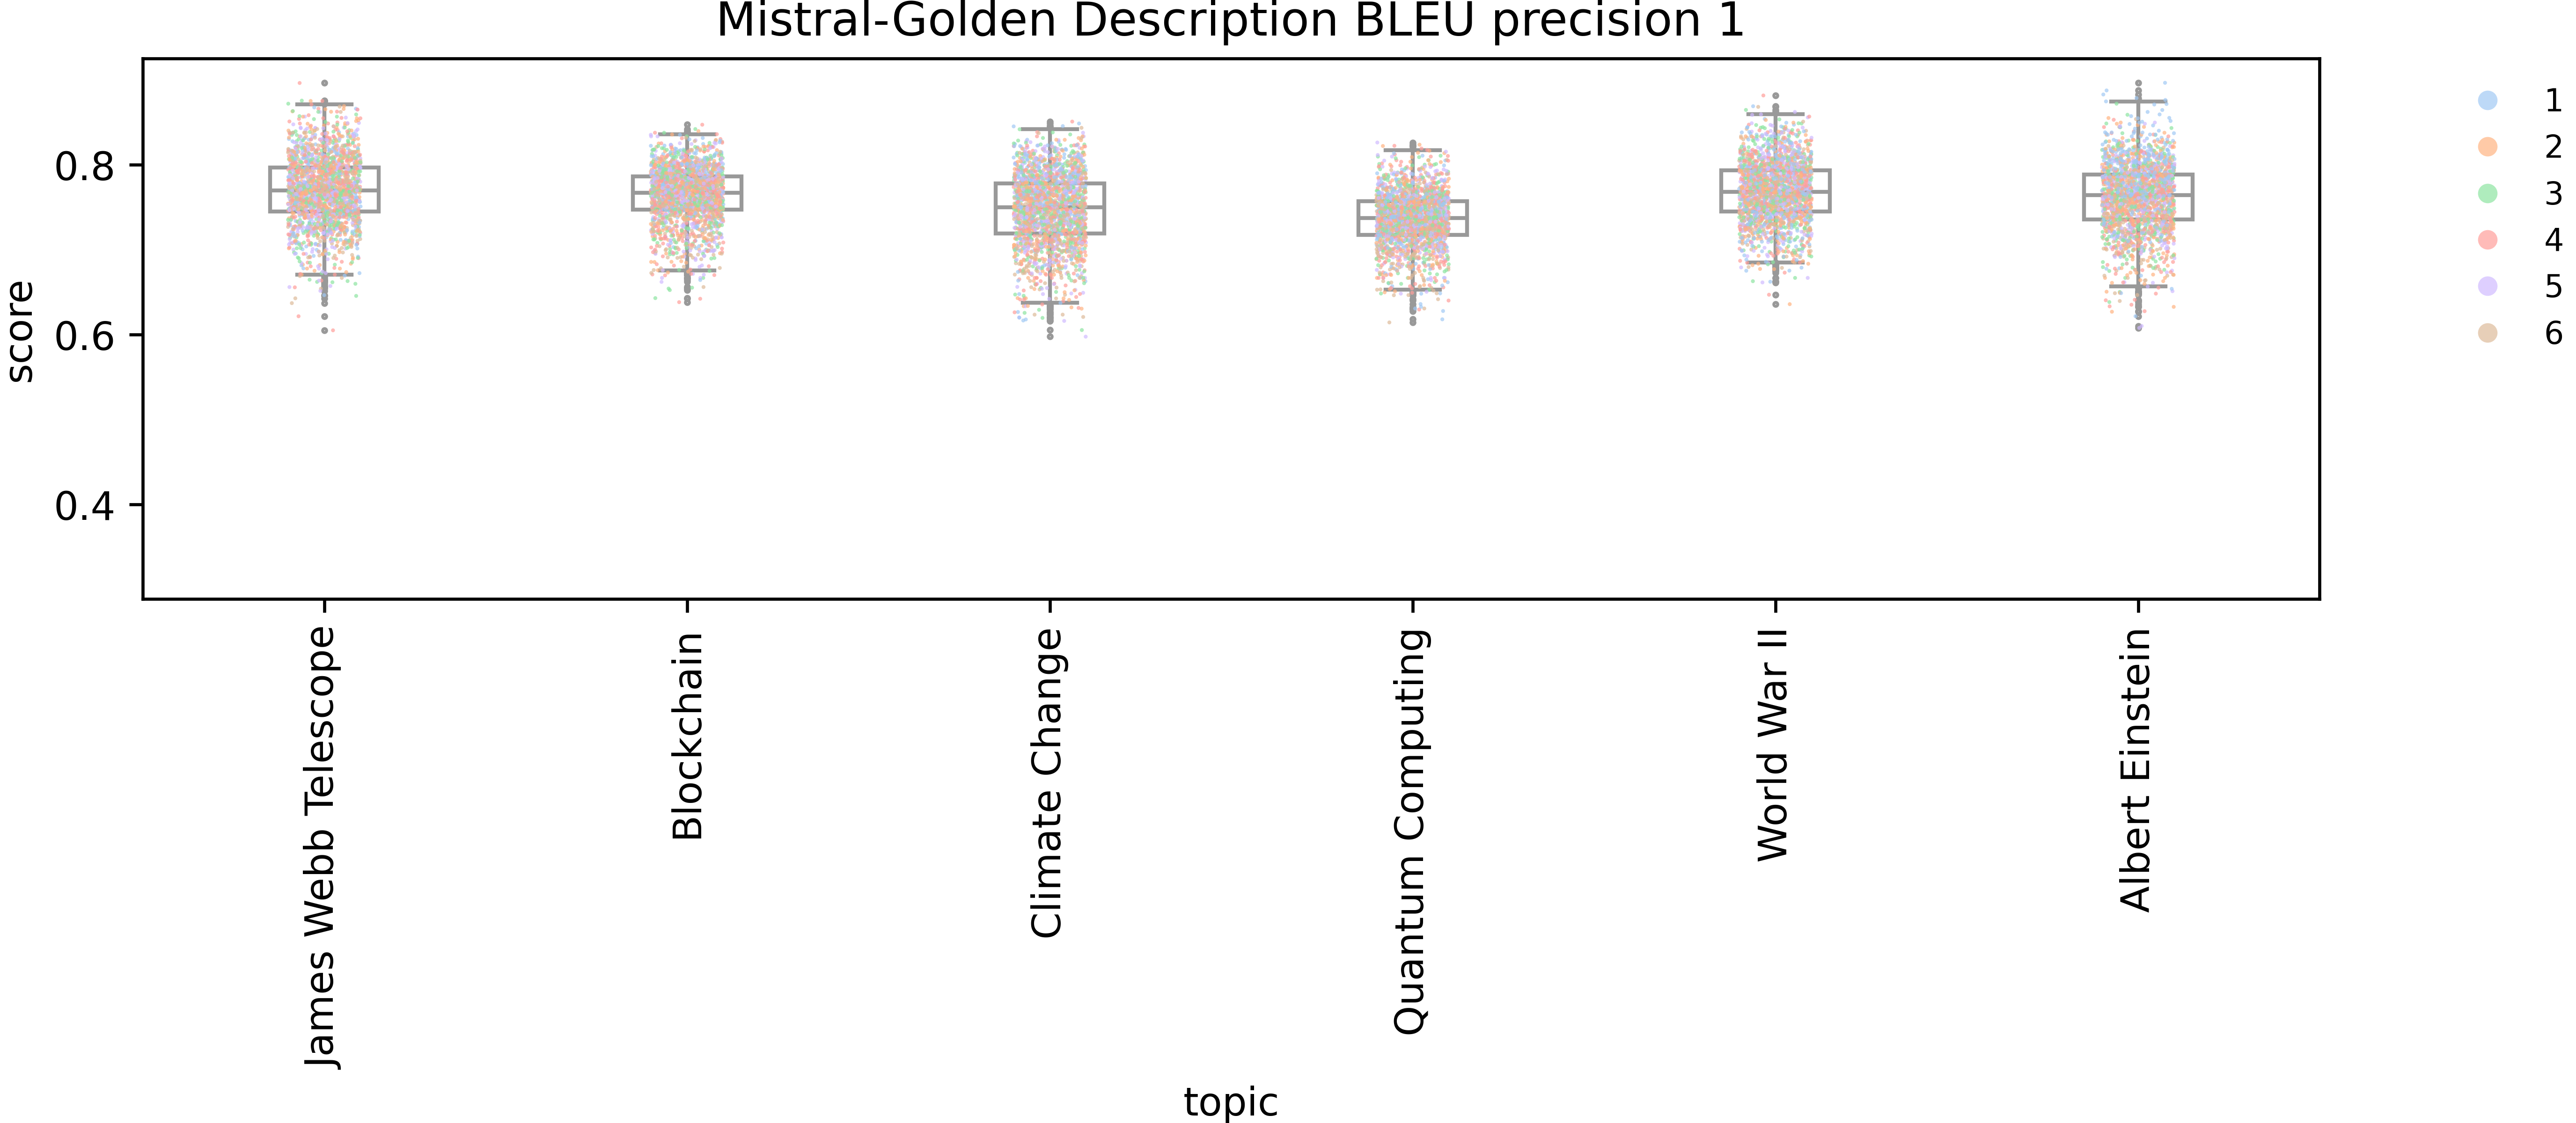 Mistral-Golden Description BLEU precision 1
score
0.8
0.6
0.4
James Webb Telescope
Blockchain
Climate Change
Quantum Computing
World War II
Albert Einstein
topic
1
2
3
4
5
6